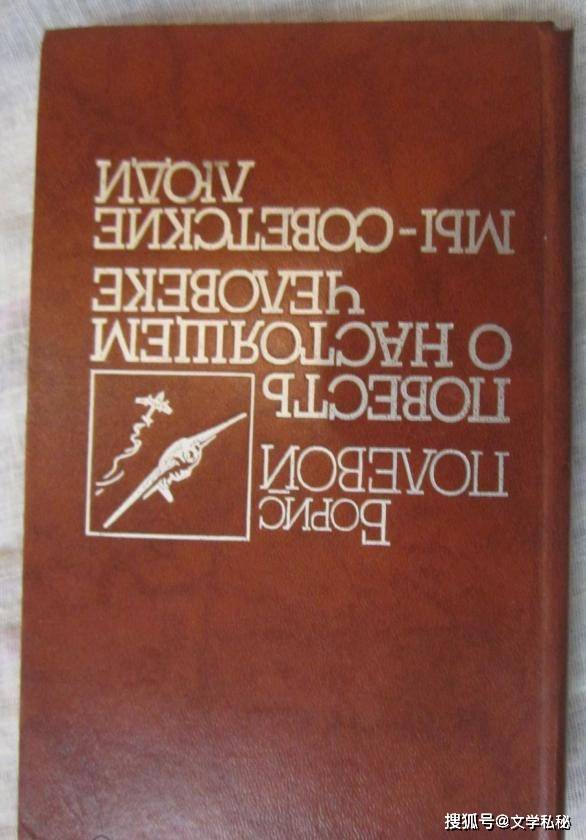 Борис
ПОЛЕВОЙ
ПОВЕСТЬ
О НАСТОЯЩЕМ
ЧЕЛОВЕКЕ
МЫ-СОВЕТСКИЕ
ЛЮДИ
搜狐号@文学私秘